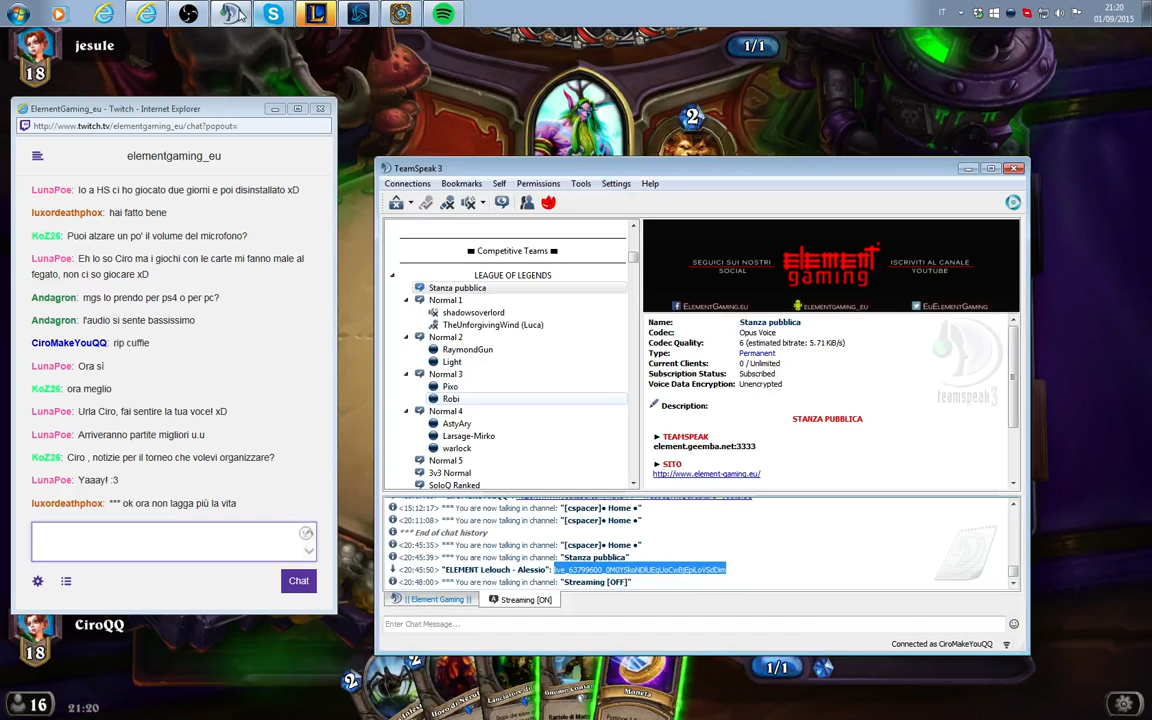 IT
21:20
01/09/2015
jesule
18
1/1
2
ElementGaming_eu - Twitch - Internet Explorer
http://www.twitch.tv/elementgaming_eu/chat?popout=
elementgaming_eu
LunaPoe: Io a HS ci ho giocato due giorni e poi disinstallato xD
luxordeathphox: hai fatto bene
KoZ26: Puoi alzare un po' il volume del microfono?
LunaPoe: Eh lo so Ciro ma i giochi con le carte mi fanno male al
fegato, non ci so giocare xD
Andagron: mgs lo prendo per ps4 o per pc?
Andagron: l'audio si sente bassissimo
CiroMakeYouQQ: rip cuffie
LunaPoe: Ora sì
KoZ26: ora meglio
LunaPoe: Urla Ciro, fai sentire la tua voce! xD
LunaPoe: Arriveranno partite migliori u.u
KoZ26: Ciro , notizie per il torneo che volevi organizzare?
LunaPoe: Yaaay! :3
luxordeathphox: *** ok ora non lagga più la vita
Chat
TeamSpeak 3
Connections Bookmarks Self Permissions Tools Settings Help
Competitive Teams
LEAGUE OF LEGENDS
Stanza pubblica
Normal 1
shadowsoverlord
TheUnforgivingWind (Luca)
Normal 2
RaymondGun
Light
Normal 3
Pixo
Robi
Normal 4
AstyAry
Larsage-Mirko
warlock
Normal 5
3v3 Normal
SoloQ Ranked
SEGUICI SUI NOSTRI SOCIAL
element gaming
ISCRIVITI AL CANALE YOUTUBE
ElementGaming.eu
elementgaming_eu
EuElementGaming
Name: Stanza pubblica
Codec: Opus Voice
Codec Quality: 6 (estimated bitrate: 5.71 KiB/s)
Type: Permanent
Current Clients: 0 / Unlimited
Subscription Status: Subscribed
Voice Data Encryption: Unencrypted
Description:
STANZA PUBBLICA
► TEAMSPEAK
element.geemba.net:3333
► SITO
http://www.element-gaming.eu/
teamspeak3
<15:12:17> *** You are now talking in channel: "[cspacer]● Home ●"
<20:11:08> *** You are now talking in channel: "[cspacer]● Home ●"
*** End of chat history
<20:45:35> *** You are now talking in channel: "[cspacer]● Home ●"
<20:45:39> *** You are now talking in channel: "Stanza pubblica"
<20:45:50> "ELEMENT Lelouch - Alessio":
<20:48:00> *** You are now talking in channel: "Streaming [OFF]"
|| Element Gaming ||
Streaming [ON]
Enter Chat Message...
Connected as CiroMakeYouQQ
CiroQQ
18
2
Moneta
1/1
16
21:20